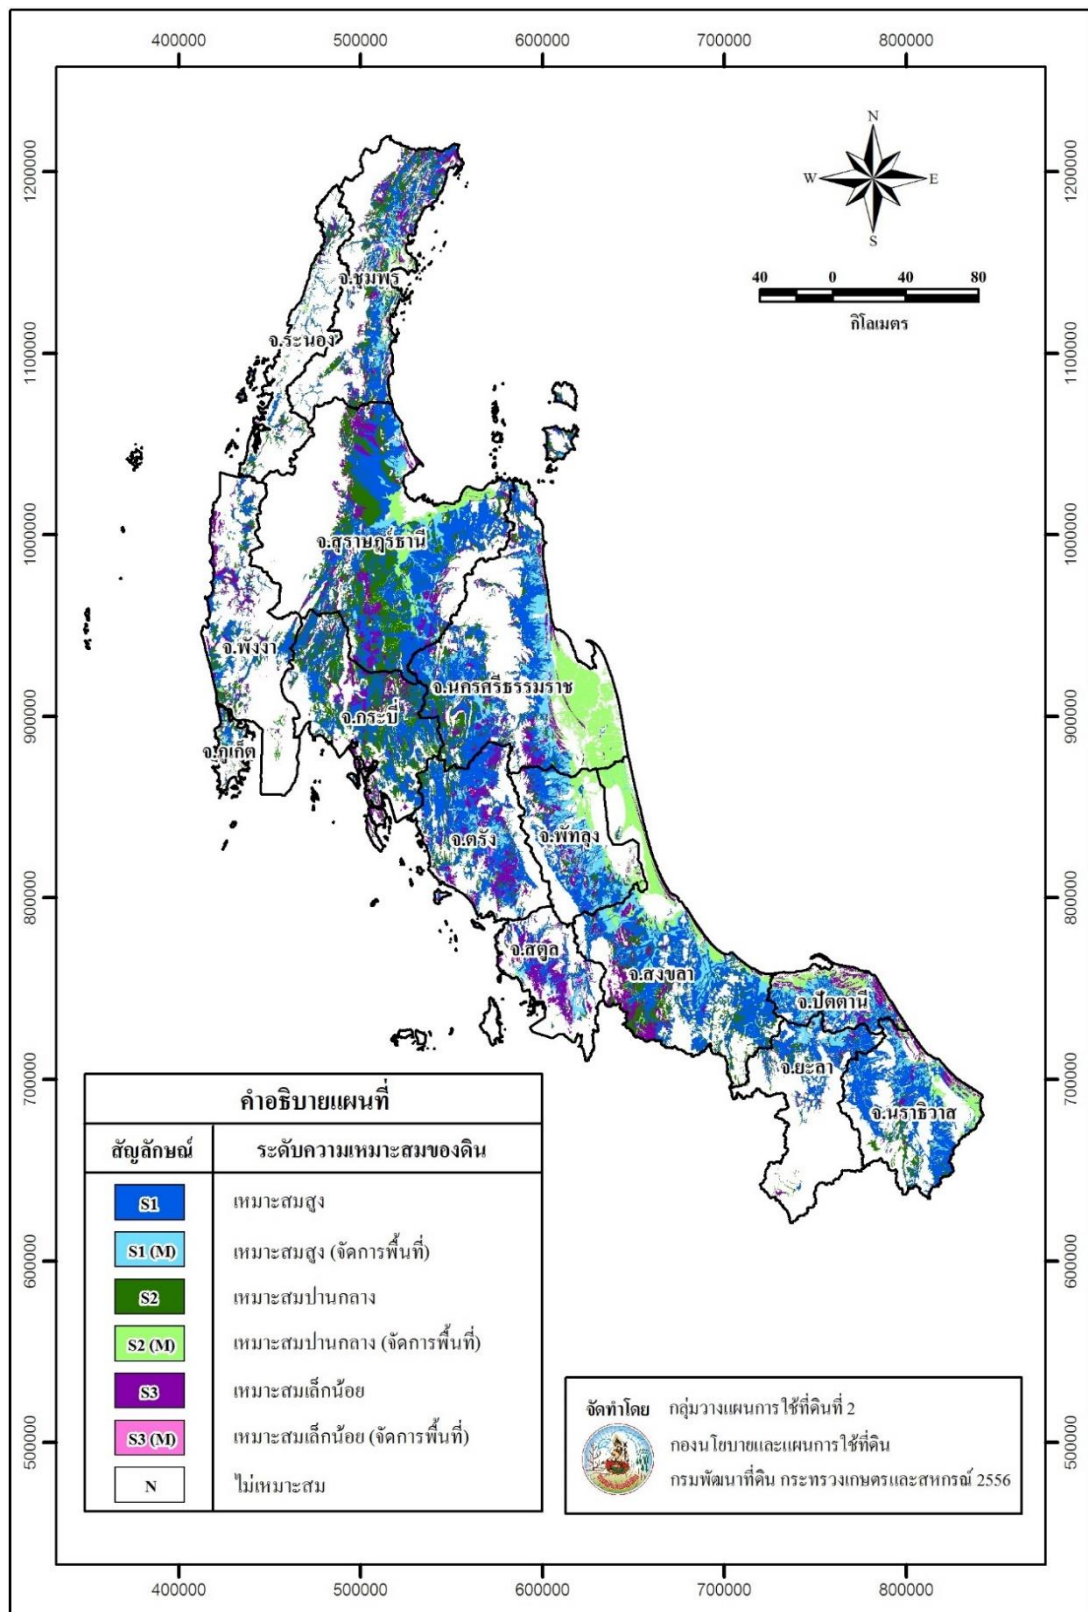 400000 500000 600000 700000 800000
1200000 1200000
N
W E
S
40 0 40 80
กิโลเมตร
จ.ชุมพร
จ.ระนอง
1100000 1100000
1000000 1000000
จ.สุราษฎร์ธานี
จ.พังงา
จ.นครศรีธรรมราช
จ.กระบี่
900000 900000
จ.ภูเก็ต
จ.ตรัง
จ.พัทลุง
800000 800000
จ.สตูล
จ.สงขลา
จ.ปัตตานี
จ.ยะลา
700000 700000
จ.นราธิวาส
คำอธิบายแผนที่
สัญลักษณ์ ระดับความเหมาะสมของดิน
S1 เหมาะสมสูง
S1 (M) เหมาะสมสูง (จัดการพื้นที่)
S2 เหมาะสมปานกลาง
S2 (M) เหมาะสมปานกลาง (จัดการพื้นที่)
S3 เหมาะสมเล็กน้อย
S3 (M) เหมาะสมเล็กน้อย (จัดการพื้นที่)
N ไม่เหมาะสม
600000 600000
500000 500000
จัดทำโดย กลุ่มวางแผนการใช้ที่ดินที่ 2
กองนโยบายและแผนการใช้ที่ดิน
กรมพัฒนาที่ดิน กระทรวงเกษตรและสหกรณ์ 2556
400000 500000 600000 700000 800000